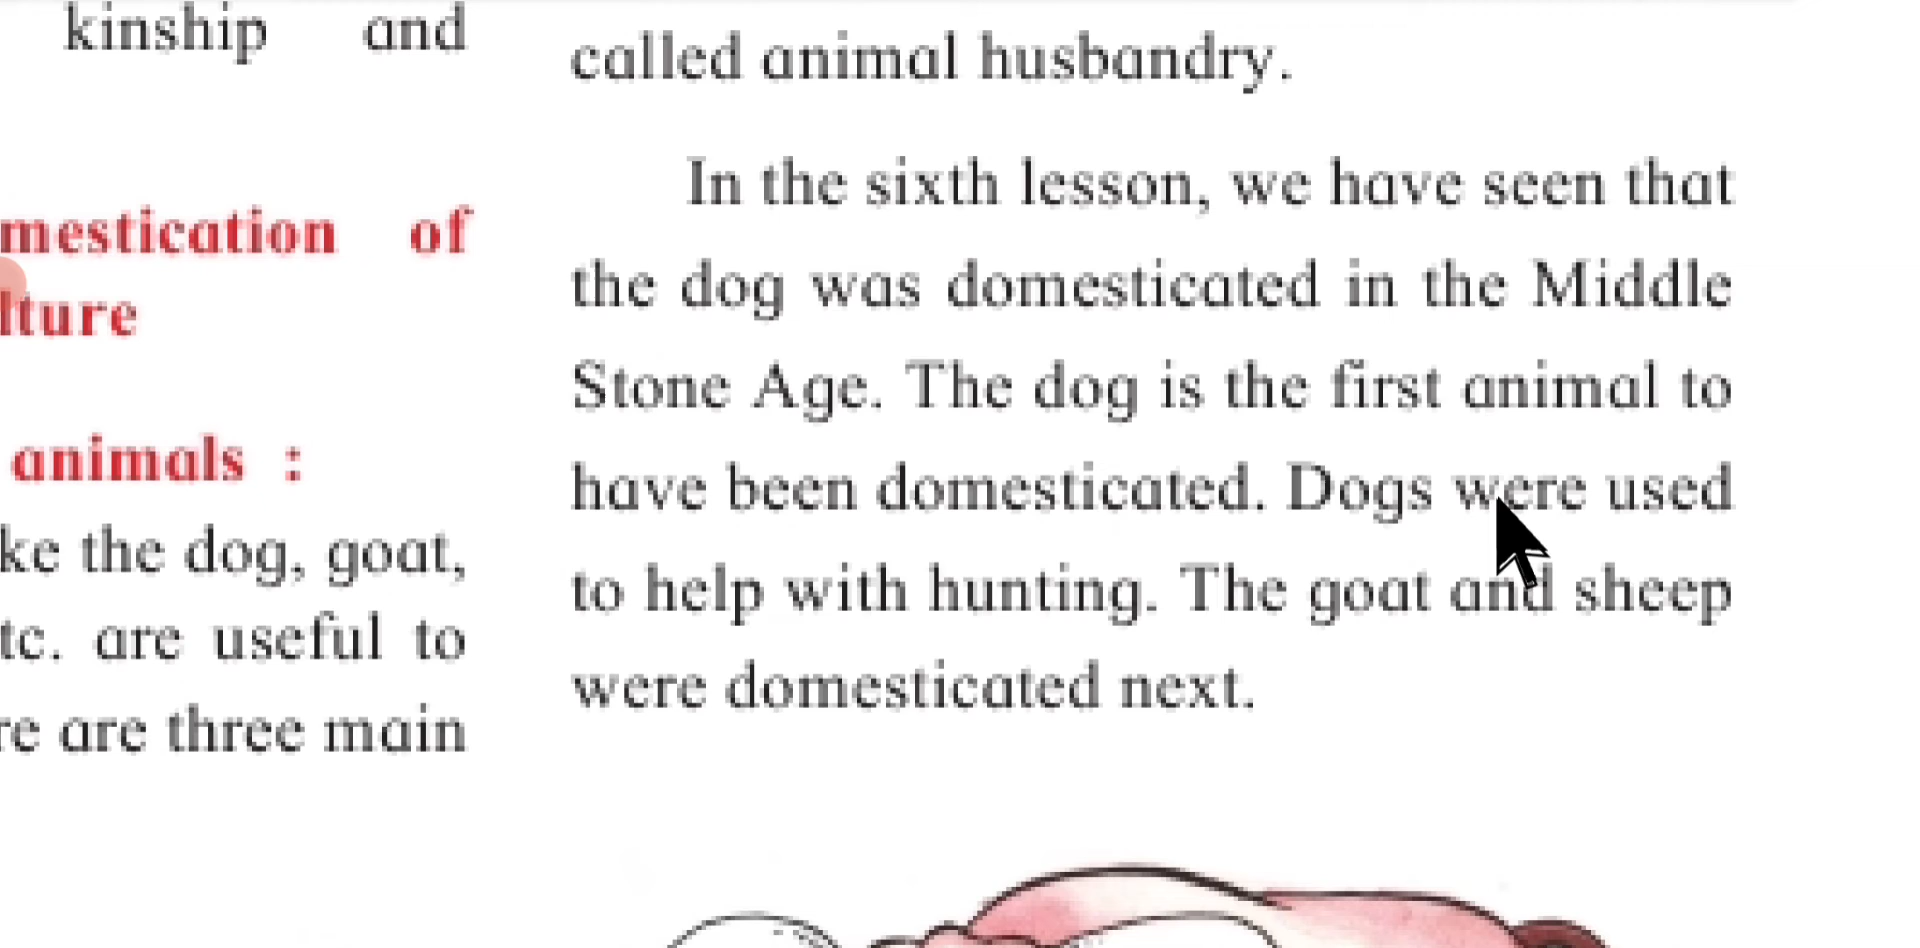 kinship and
mestication of
lture
animals :
ke the dog, goat,
tc. are useful to
re are three main
called animal husbandry.
In the sixth lesson, we have seen that
the dog was domesticated in the Middle
Stone Age. The dog is the first animal to
have been domesticated. Dogs were used
to help with hunting. The goat and sheep
were domesticated next.